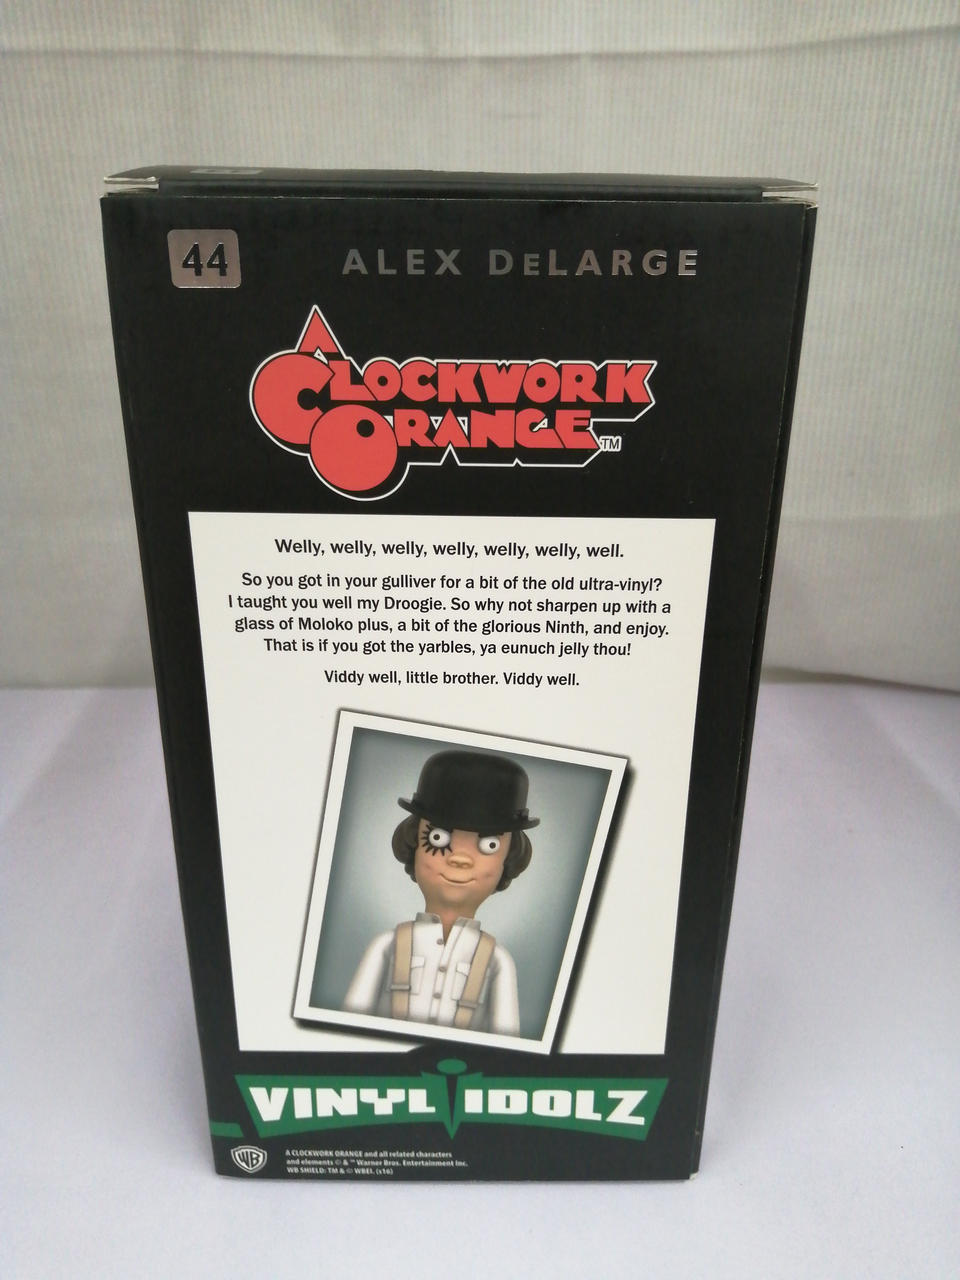 44
ALEX DeLARGE
A CLOCKWORK
ORANGE TM
Welly, welly, welly, welly, welly, welly, well.
So you got in your gulliver for a bit of the old ultra-vinyl?
I taught you well my Droogie. So why not sharpen up with a
glass of Moloko plus, a bit of the glorious Ninth, and enjoy.
That is if you got the yarbles, ya eunuch jelly thou!
Viddy well, little brother. Viddy well.
VINYL IDOLZ
WB
A CLOCKWORK ORANGE and all related characters
and elements © & ™ Warner Bros. Entertainment Inc.
WB SHIELD: TM & © WBEI. (s16)